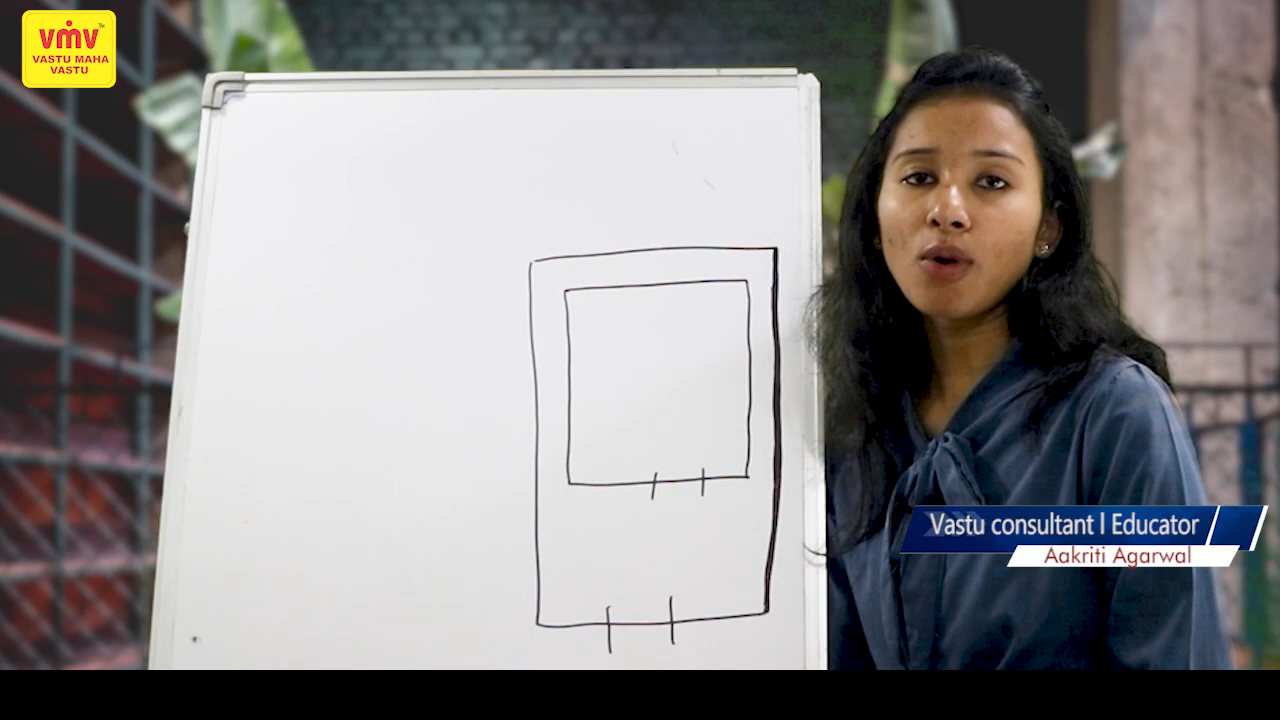 VMV
VASTU MAHA
VASTU
Vastu consultant l Educator
Aakriti Agarwal